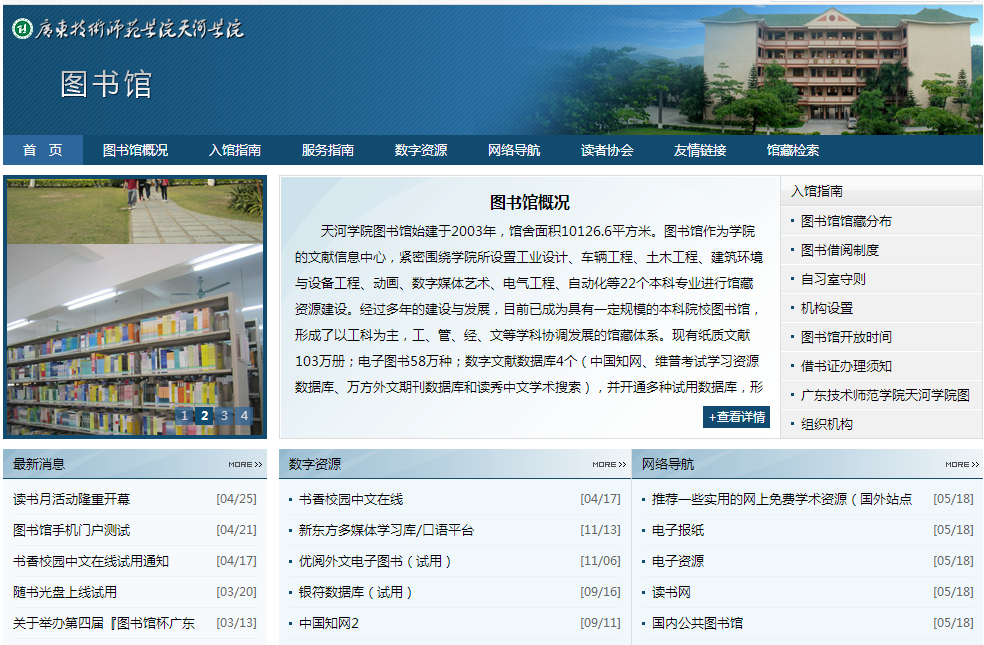 广东技术师范学院天河学院
图书馆
首 页 图书馆概况 入馆指南 服务指南 数字资源 网络导航 读者协会 友情链接 馆藏检索
图书馆概况
天河学院图书馆始建于2003年，馆舍面积10126.6平方米。图书馆作为学院
的文献信息中心，紧密围绕学院所设置工业设计、车辆工程、土木工程、建筑环境
与设备工程、动画、数字媒体艺术、电气工程、自动化等22个本科专业进行馆藏
资源建设。经过多年的建设与发展，目前已成为具有一定规模的本科院校图书馆，
形成了以工科为主，工、管、经、文等学科协调发展的馆藏体系。现有纸质文献
103万册；电子图书58万种；数字文献数据库4个（中国知网、维普考试学习资源
数据库、万方外文期刊数据库和读秀中文学术搜索），并开通多种试用数据库，形
+查看详情
1 2 3 4
入馆指南
图书馆馆藏分布
图书借阅制度
自习室守则
机构设置
图书馆开放时间
借书证办理须知
广东技术师范学院天河学院图
组织机构
最新消息 MORE >>
读书月活动隆重开幕 [04/25]
图书馆手机门户测试 [04/21]
书香校园中文在线试用通知 [04/17]
随书光盘上线试用 [03/20]
关于举办第四届『图书馆杯广东 [03/13]
数字资源 MORE >>
书香校园中文在线 [04/17]
新东方多媒体学习库/口语平台 [11/13]
优阅外文电子图书（试用） [11/06]
银符数据库（试用） [09/16]
中国知网2 [09/11]
网络导航 MORE >>
推荐一些实用的网上免费学术资源（国外站点 [05/18]
电子报纸 [05/18]
电子资源 [05/18]
读书网 [05/18]
国内公共图书馆 [05/18]